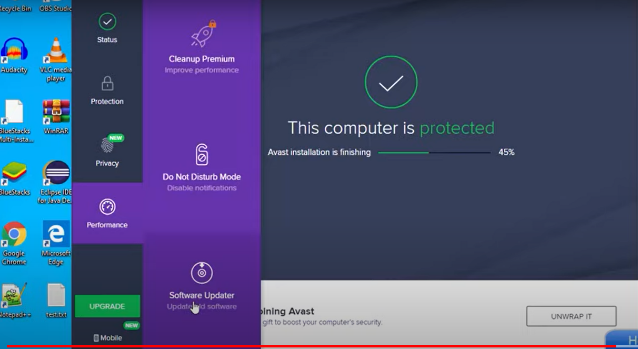 Recycle Bin
OBS Studio
Audacity
VLC media
player
BlueStacks
Multi-Insta...
WinRAR
BlueStacks
Eclipse IDE
for Java De...
Google
Chrome
Microsoft
Edge
Notepad++
test.txt
Status
Protection
NEW
Privacy
Performance
UPGRADE
NEW
Mobile
Cleanup Premium
Improve performance
Do Not Disturb Mode
Disable notifications
Software Updater
Update old software
This computer is protected
Avast installation is finishing 45%
ining Avast
gift to boost your computer's security.
UNWRAP IT
H